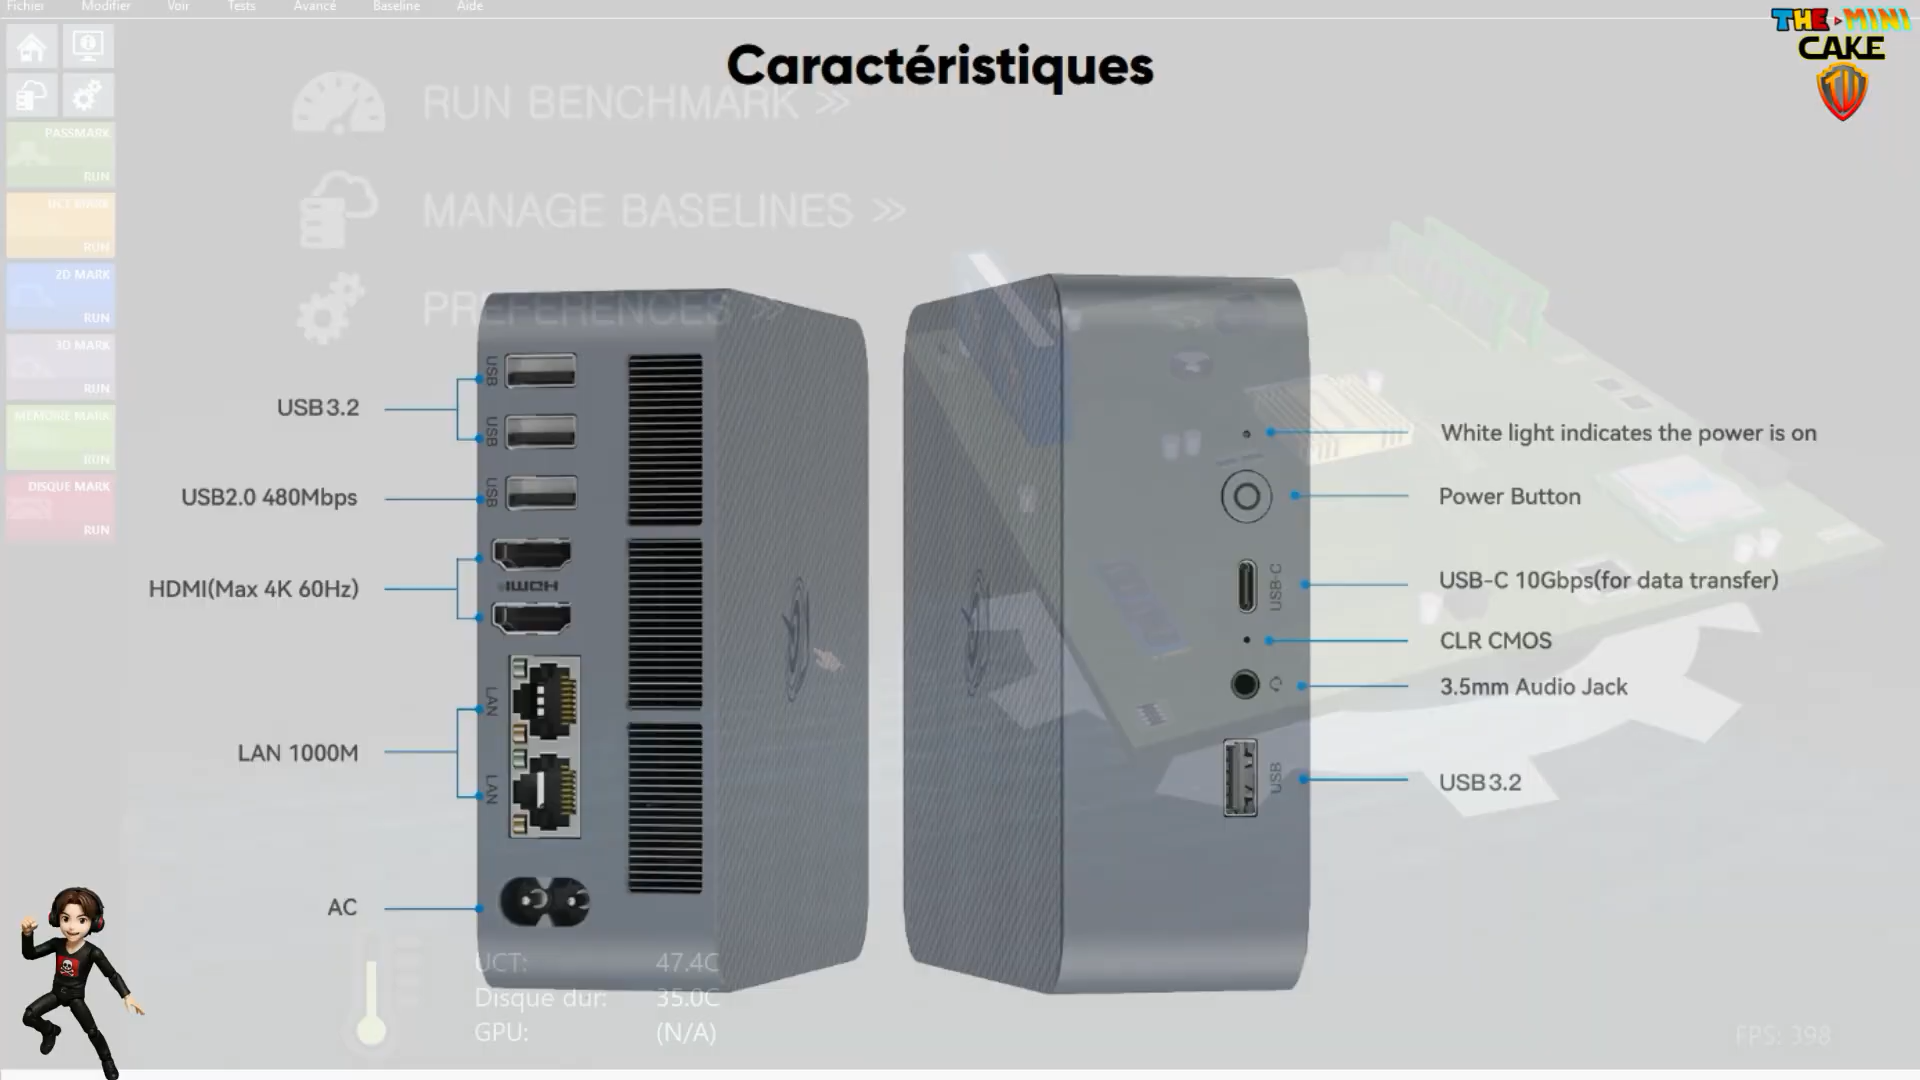 Fichier Modifier Voir Tests Avancé Baseline Aide
THE MINI
CAKE
Caractéristiques
RUN BENCHMARK >>
MANAGE BASELINES >>
PREFERENCES >>
PASSMARK
RUN
UCT MARK
RUN
2D MARK
RUN
3D MARK
RUN
MÉMOIRE MARK
RUN
DISQUE MARK
RUN
USB3.2
USB2.0 480Mbps
HDMI(Max 4K 60Hz)
LAN 1000M
AC
USB
USB
USB
HDMI
LAN
LAN
White light indicates the power is on
Power Button
USB-C 10Gbps(for data transfer)
CLR CMOS
3.5mm Audio Jack
USB3.2
USB-C
USB
UCT: 47.4C
Disque dur: 35.0C
GPU: (N/A)
FPS: 398